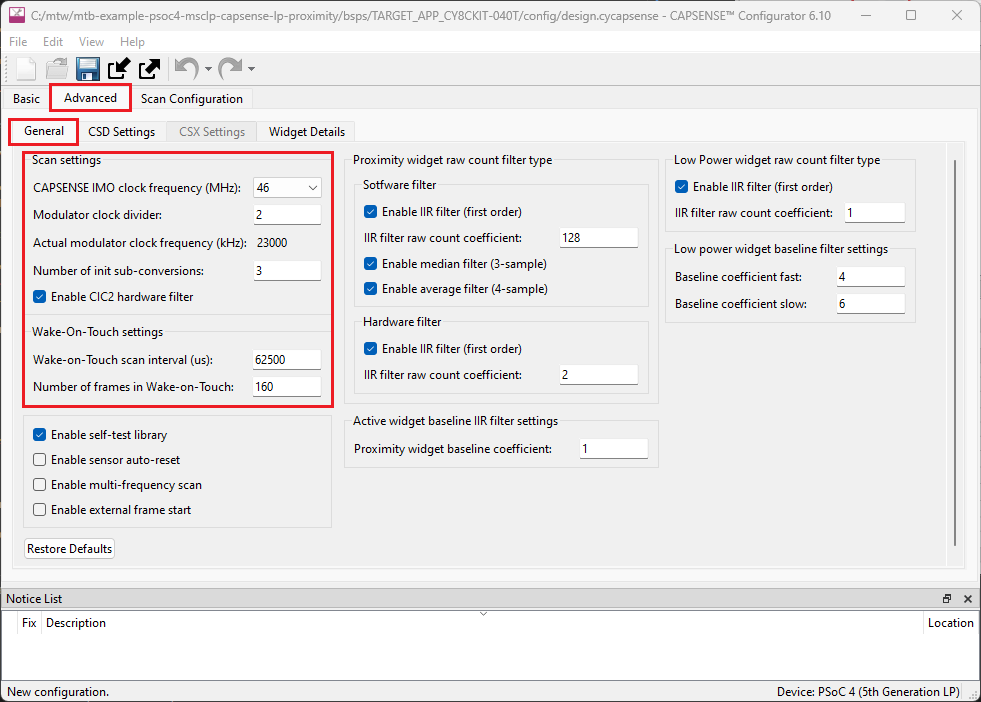 C:/mtw/mtb-example-psoc4-msclp-capsense-lp-proximity/bsps/TARGET_APP_CY8CKIT-040T/config/design.cycapsense - CAPSENSE™ Configurator 6.10
File Edit View Help
Basic Advanced Scan Configuration
General CSD Settings CSX Settings Widget Details
Scan settings
CAPSENSE IMO clock frequency (MHz): 46
Modulator clock divider: 2
Actual modulator clock frequency (kHz): 23000
Number of init sub-conversions: 3
Enable CIC2 hardware filter
Wake-On-Touch settings
Wake-on-Touch scan interval (us): 62500
Number of frames in Wake-on-Touch: 160
Enable self-test library
Enable sensor auto-reset
Enable multi-frequency scan
Enable external frame start
Restore Defaults
Proximity widget raw count filter type
Software filter
Enable IIR filter (first order)
IIR filter raw count coefficient: 128
Enable median filter (3-sample)
Enable average filter (4-sample)
Hardware filter
Enable IIR filter (first order)
IIR filter raw count coefficient: 2
Active widget baseline IIR filter settings
Proximity widget baseline coefficient: 1
Low Power widget raw count filter type
Enable IIR filter (first order)
IIR filter raw count coefficient: 1
Low power widget baseline filter settings
Baseline coefficient fast: 4
Baseline coefficient slow: 6
Notice List
Fix Description Location
New configuration. Device: PSoC 4 (5th Generation LP)